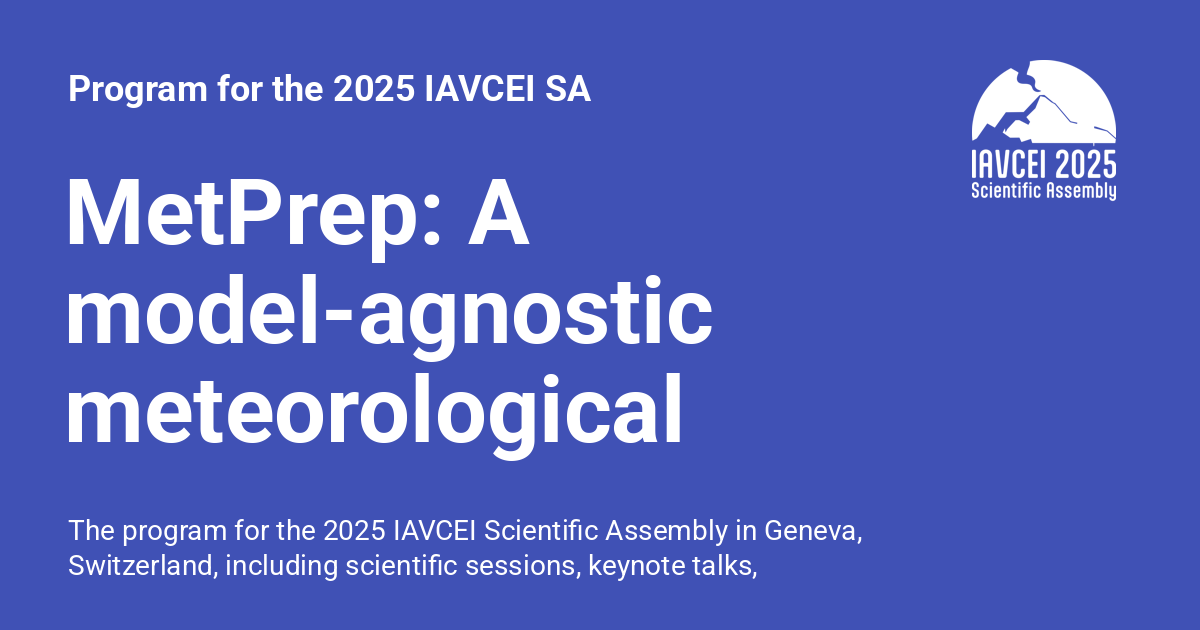 Program for the 2025 IAVCEI SA
IAVCEI 2025
Scientific Assembly
MetPrep: A
model-agnostic
meteorological
The program for the 2025 IAVCEI Scientific Assembly in Geneva,
Switzerland, including scientific sessions, keynote talks,